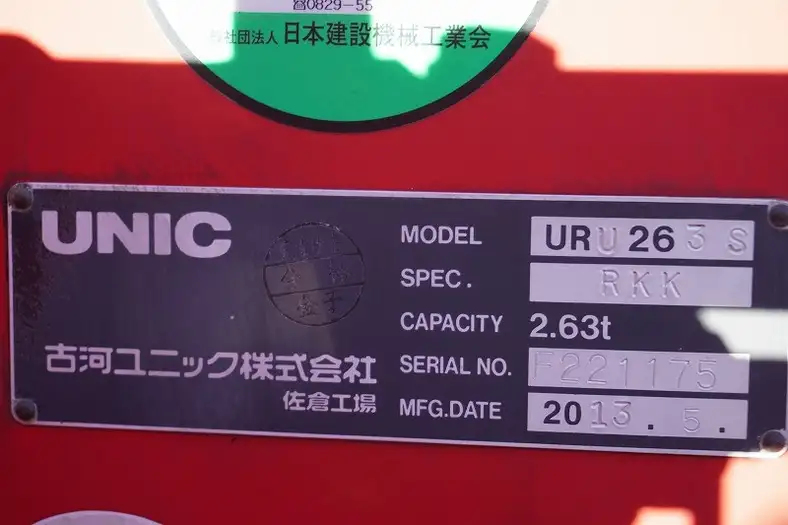 ☎0829-55
社団法人 日本建設機械工業会
UNIC
MODEL URU263S
SPEC. RKK
CAPACITY 2.63t
古河ユニック株式会社
SERIAL NO. F221175
佐倉工場
MFG.DATE 2013.5.